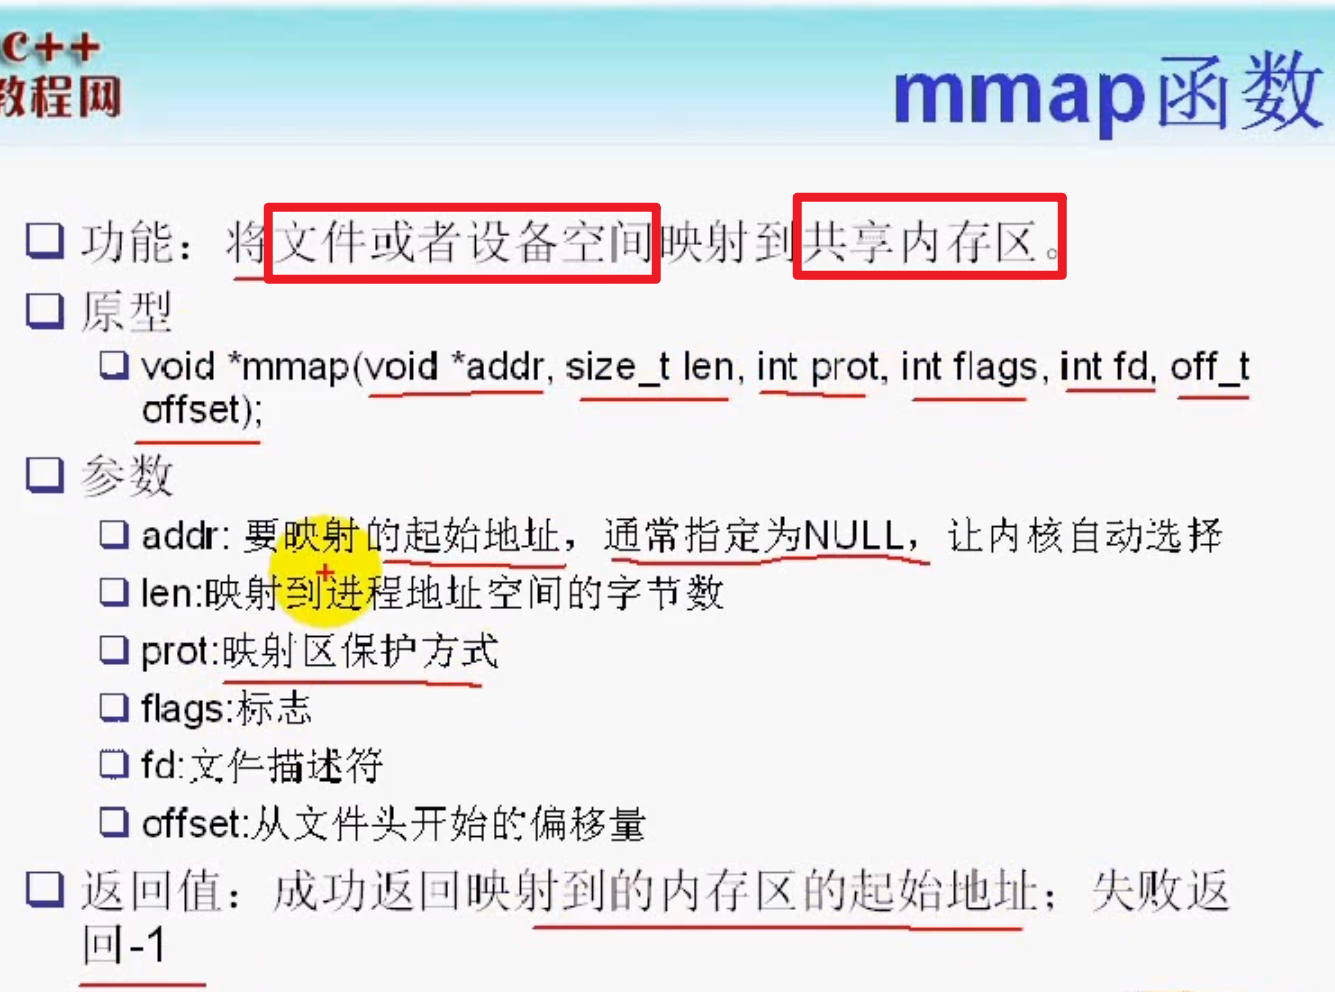 C++
教程网
mmap函数
功能：将文件或者设备空间映射到共享内存区。
原型
void *mmap(void *addr, size_t len, int prot, int flags, int fd, off_t
offset);
参数
addr: 要映射的起始地址，通常指定为NULL，让内核自动选择
len:映射到进程地址空间的字节数
prot:映射区保护方式
flags:标志
fd:文件描述符
offset:从文件头开始的偏移量
返回值：成功返回映射到的内存区的起始地址；失败返
回-1